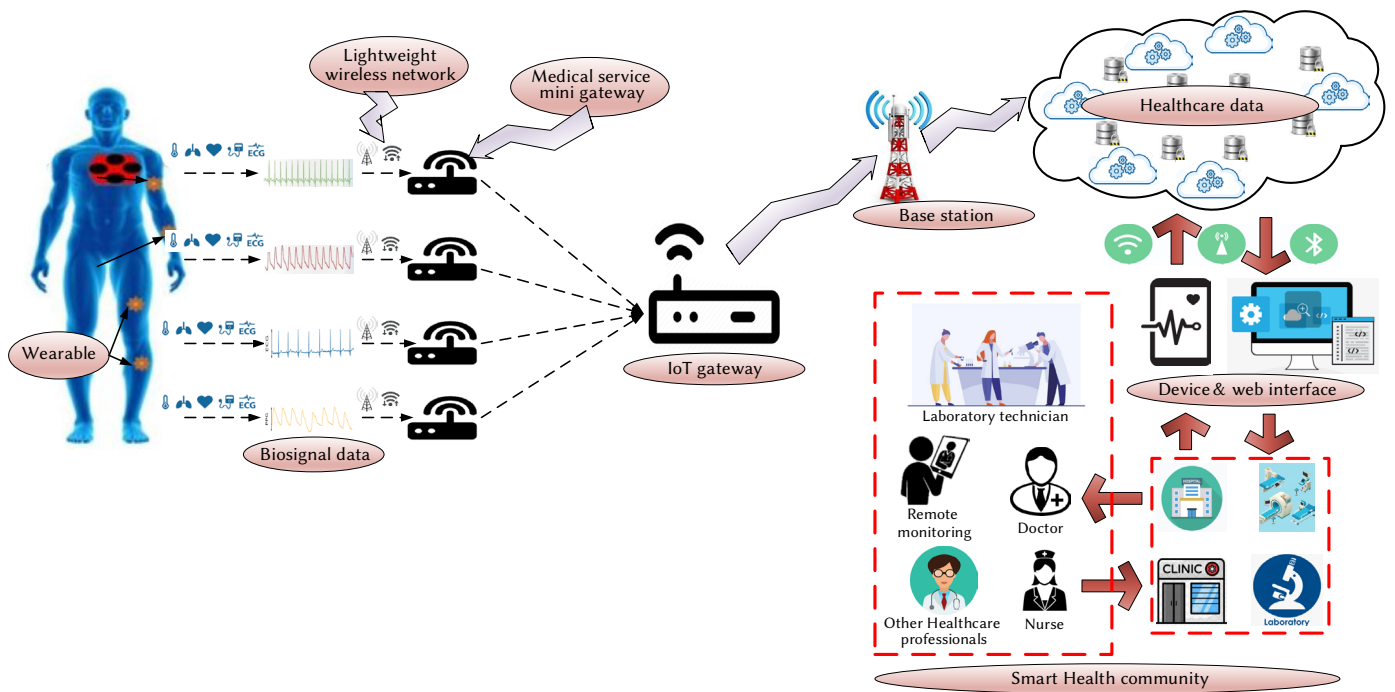 Lightweight
wireless network
Medical service
mini gateway
Healthcare data
Base station
ECG
ECG
ECG
ECG
Wearable
IoT gateway
Biosignal data
Device & web interface
Laboratory technician
Remote
monitoring
Doctor
Other Healthcare
professionals
Nurse
HOSPITAL
CLINIC
Laboratory
Smart Health community